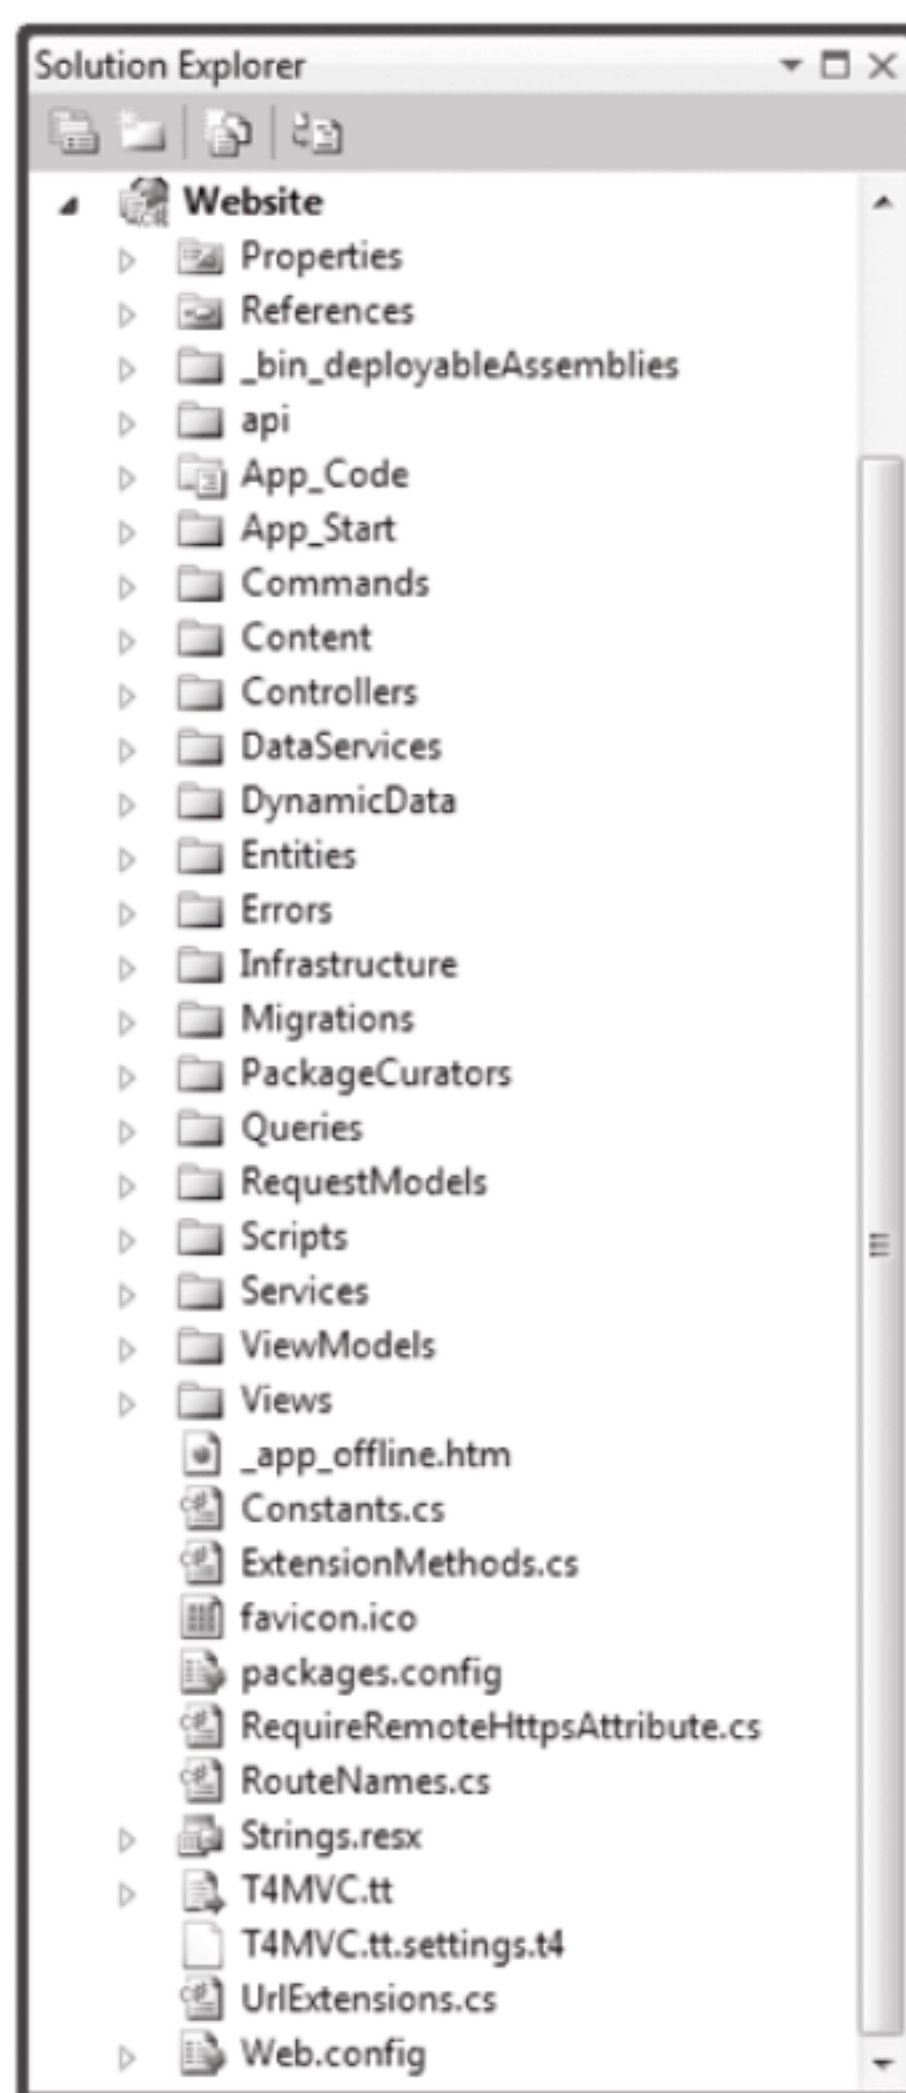 Solution Explorer
Website
Properties
References
_bin_deployableAssemblies
api
App_Code
App_Start
Commands
Content
Controllers
DataServices
DynamicData
Entities
Errors
Infrastructure
Migrations
PackageCurators
Queries
RequestModels
Scripts
Services
ViewModels
Views
_app_offline.htm
Constants.cs
ExtensionMethods.cs
favicon.ico
packages.config
RequireRemoteHttpsAttribute.cs
RouteNames.cs
Strings.resx
T4MVC.tt
T4MVC.tt.settings.t4
UrlExtensions.cs
Web.config